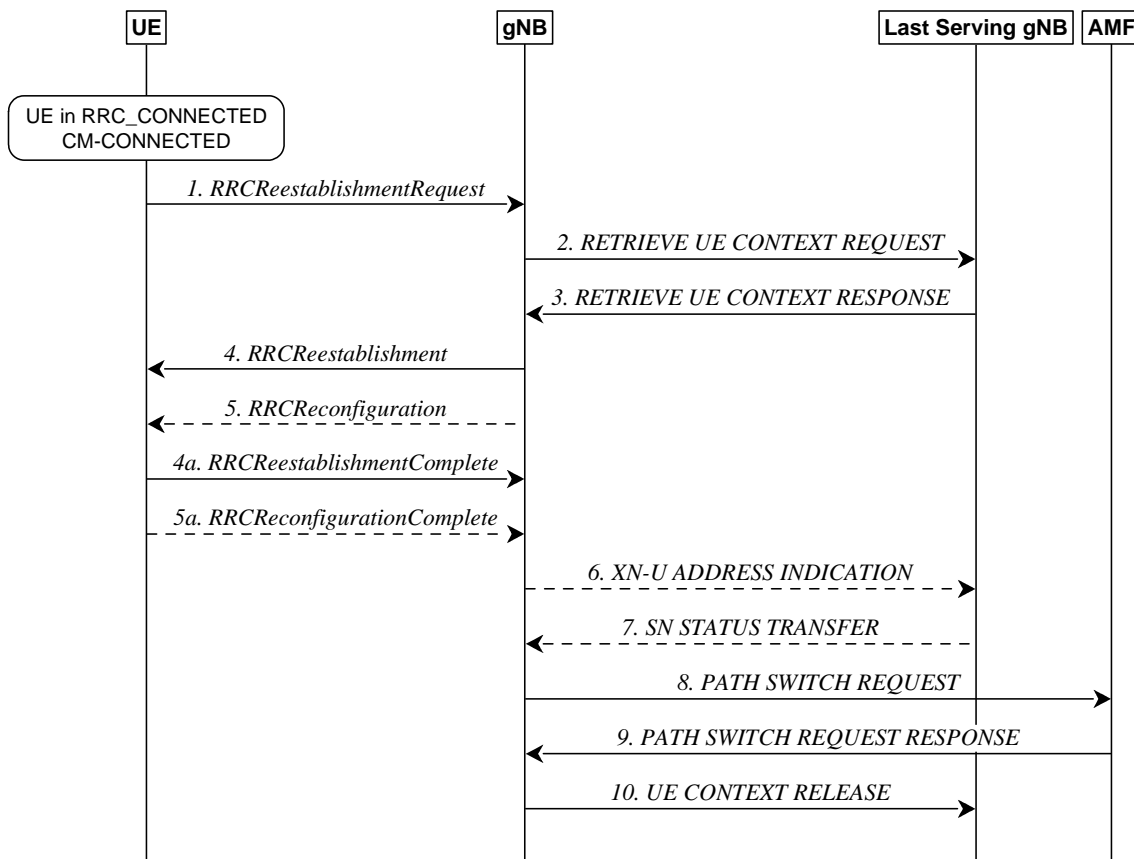 UE
gNB
Last Serving gNB
AMF
UE in RRC_CONNECTED
CM-CONNECTED
1. RRCReestablishmentRequest
2. RETRIEVE UE CONTEXT REQUEST
3. RETRIEVE UE CONTEXT RESPONSE
4. RRCReestablishment
5. RRCReconfiguration
4a. RRCReestablishmentComplete
5a. RRCReconfigurationComplete
6. XN-U ADDRESS INDICATION
7. SN STATUS TRANSFER
8. PATH SWITCH REQUEST
9. PATH SWITCH REQUEST RESPONSE
10. UE CONTEXT RELEASE